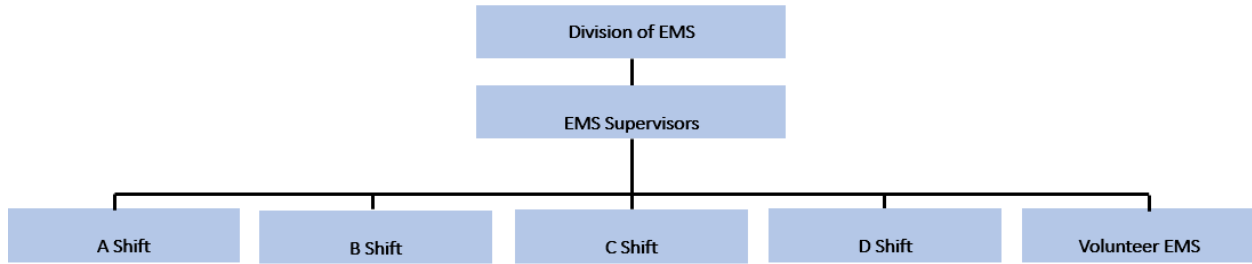 Division of EMS
EMS Supervisors
A Shift
B Shift
C Shift
D Shift
Volunteer EMS